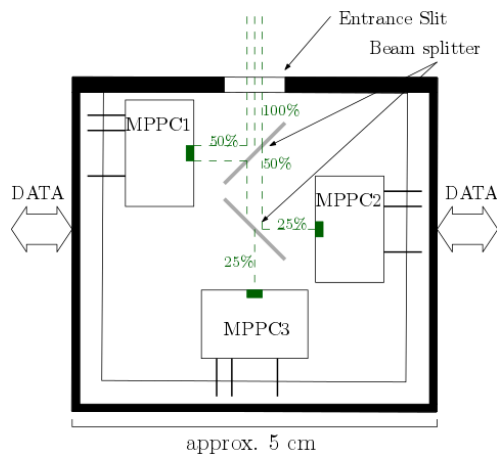 Entrance Slit
Beam splitter
100%
MPPC1
50%
50%
DATA
MPPC2
DATA
25%
25%
MPPC3
approx. 5 cm